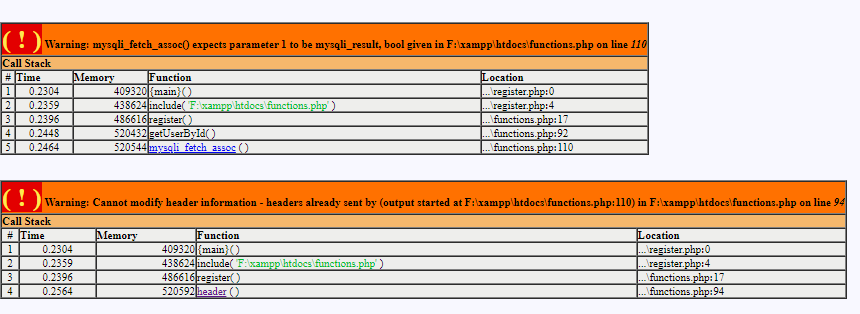 ( ! ) Warning: mysqli_fetch_assoc() expects parameter 1 to be mysqli_result, bool given in F:\xampp\htdocs\functions.php on line 110
Call Stack
# Time Memory Function Location
1 0.2304 409320 {main}( ) ...\register.php:0
2 0.2359 438624 include( 'F:\xampp\htdocs\functions.php' ) ...\register.php:4
3 0.2396 486616 register( ) ...\functions.php:17
4 0.2448 520432 getUserById( ) ...\functions.php:92
5 0.2464 520544 mysqli_fetch_assoc ( ) ...\functions.php:110
( ! ) Warning: Cannot modify header information - headers already sent by (output started at F:\xampp\htdocs\functions.php:110) in F:\xampp\htdocs\functions.php on line 94
Call Stack
# Time Memory Function Location
1 0.2304 409320 {main}( ) ...\register.php:0
2 0.2359 438624 include( 'F:\xampp\htdocs\functions.php' ) ...\register.php:4
3 0.2396 486616 register( ) ...\functions.php:17
4 0.2564 520592 header ( ) ...\functions.php:94